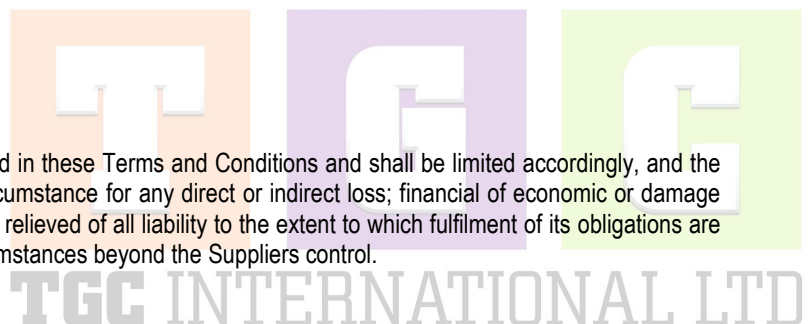 T G C
d in these Terms and Conditions and shall be limited accordingly, and the
cumstance for any direct or indirect loss; financial of economic or damage
relieved of all liability to the extent to which fulfilment of its obligations are
mstances beyond the Suppliers control.
TGC INTERNATIONAL LTD